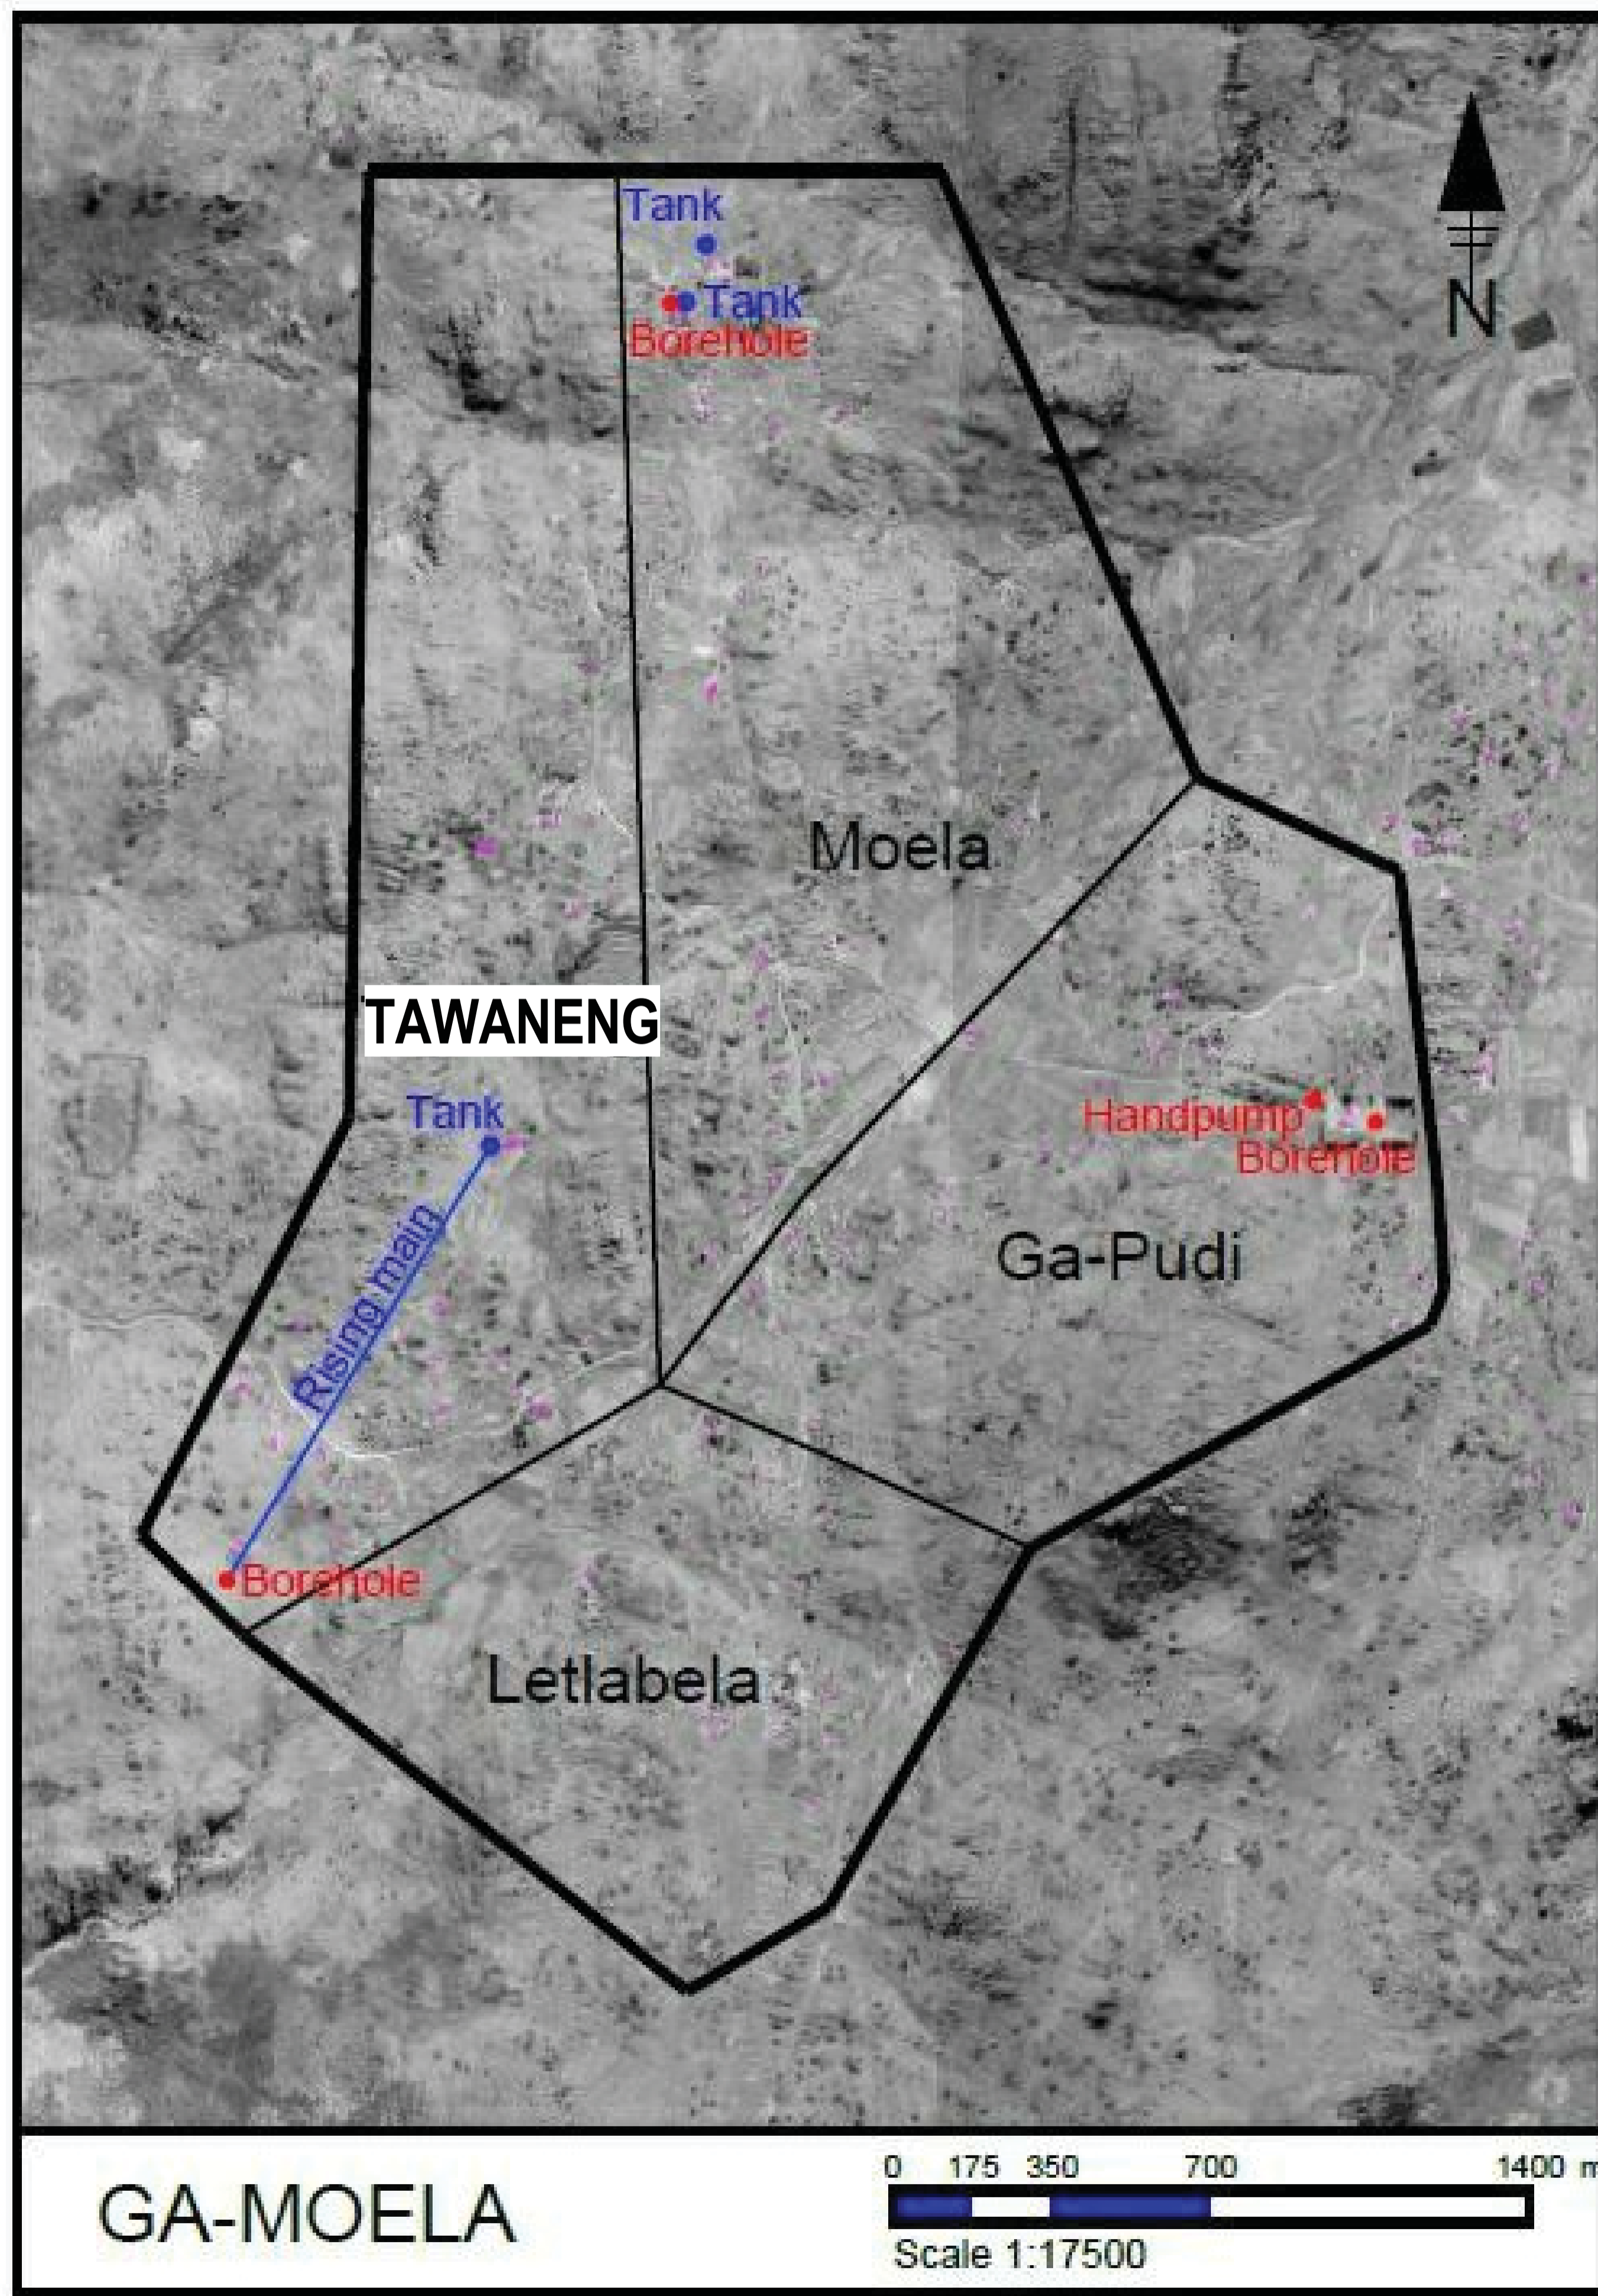 N
Tank
Tank
Borehole
Moela
TAWANENG
Tank
Handpump
Borehole
Rising main
Ga-Pudi
Borehole
Letlabela
GA-MOELA
0 175 350 700 1400 m
Scale 1:17500